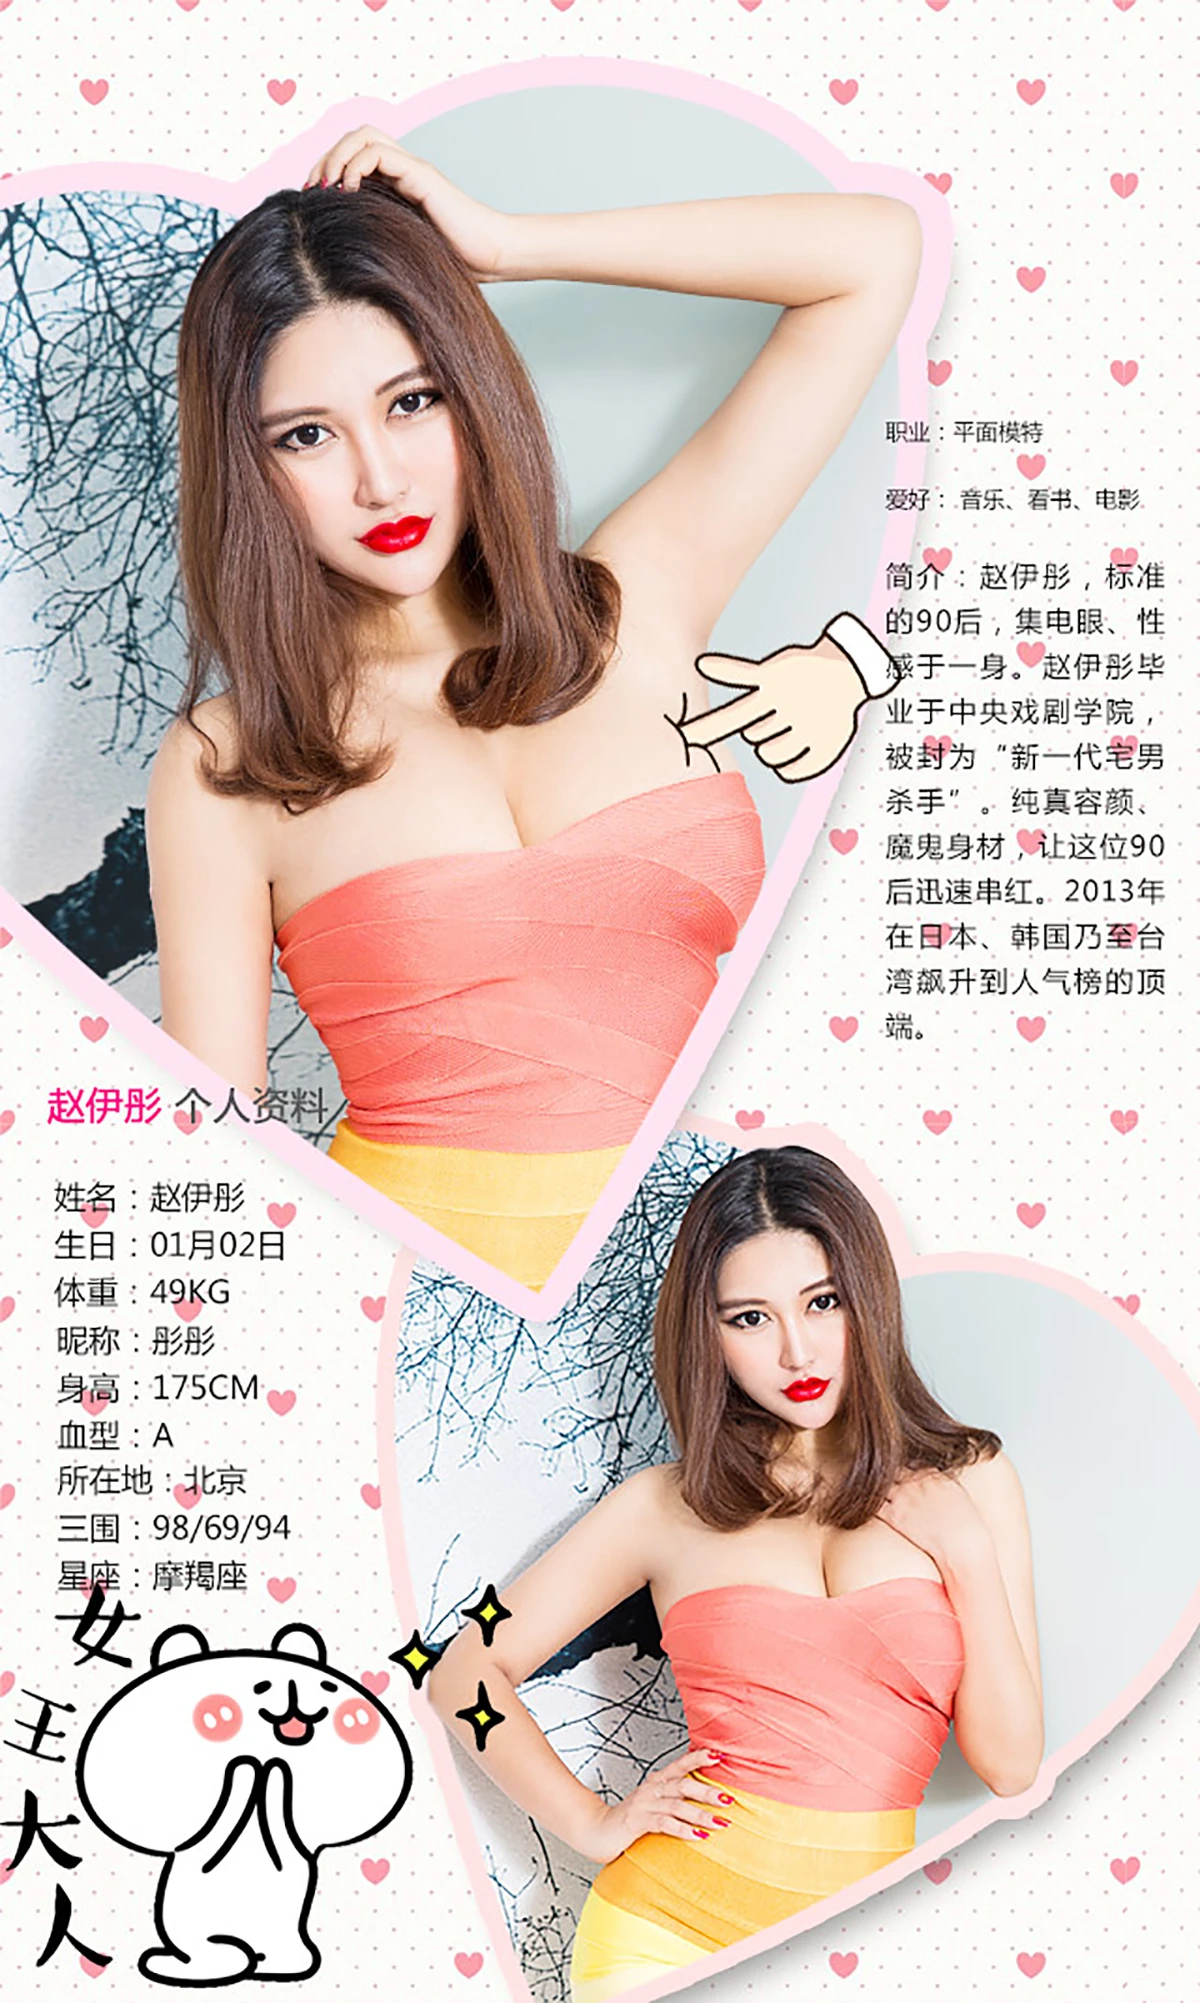 职业：平面模特
爱好： 音乐、看书、电影
简介：赵伊彤，标准
的90后，集电眼、性
感于一身。赵伊彤毕
业于中央戏剧学院，
被封为“新一代宅男
杀手”。纯真容颜、
魔鬼身材，让这位90
后迅速串红。2013年
在日本、韩国乃至台
湾飙升到人气榜的顶
端。
赵伊彤 个人资料
姓名：赵伊彤
生日：01月02日
体重：49KG
昵称：彤彤
身高：175CM
血型：A
所在地：北京
三围：98/69/94
星座：摩羯座
女王大人